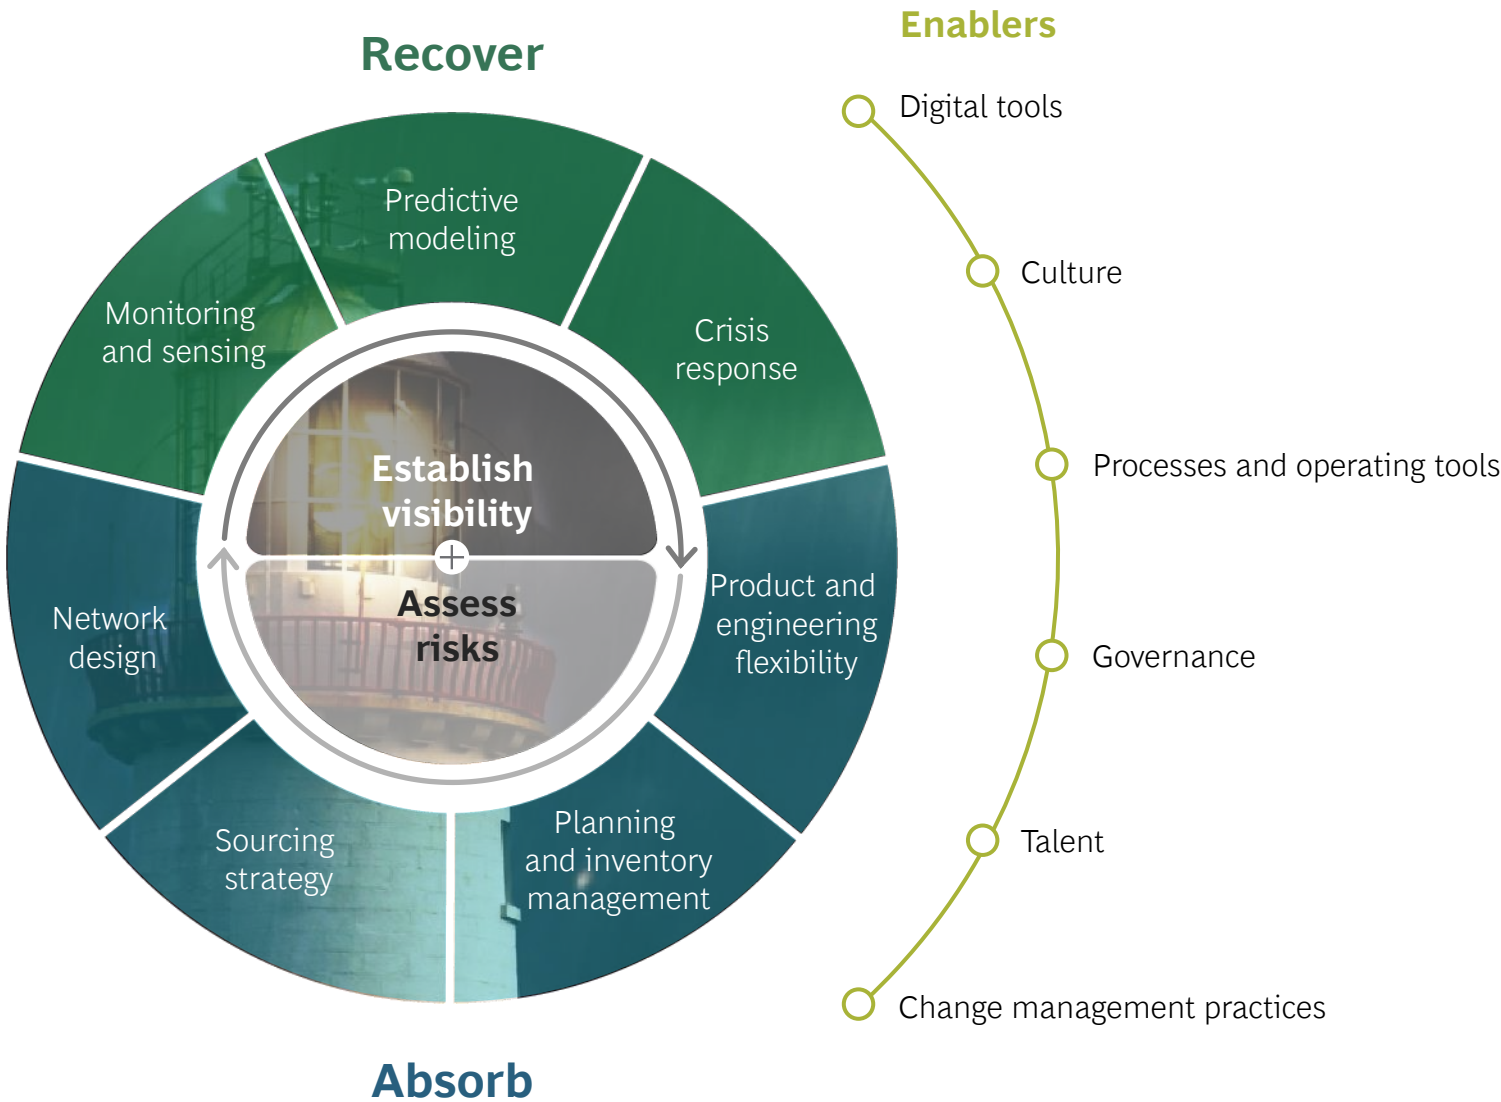 Recover
Predictive
modeling
Monitoring
and sensing
Crisis
response
Establish
visibility
Assess
risks
Network
design
Product and
engineering
flexibility
Sourcing
strategy
Planning
and inventory
management
Absorb
Enablers
Digital tools
Culture
Processes and operating tools
Governance
Talent
Change management practices